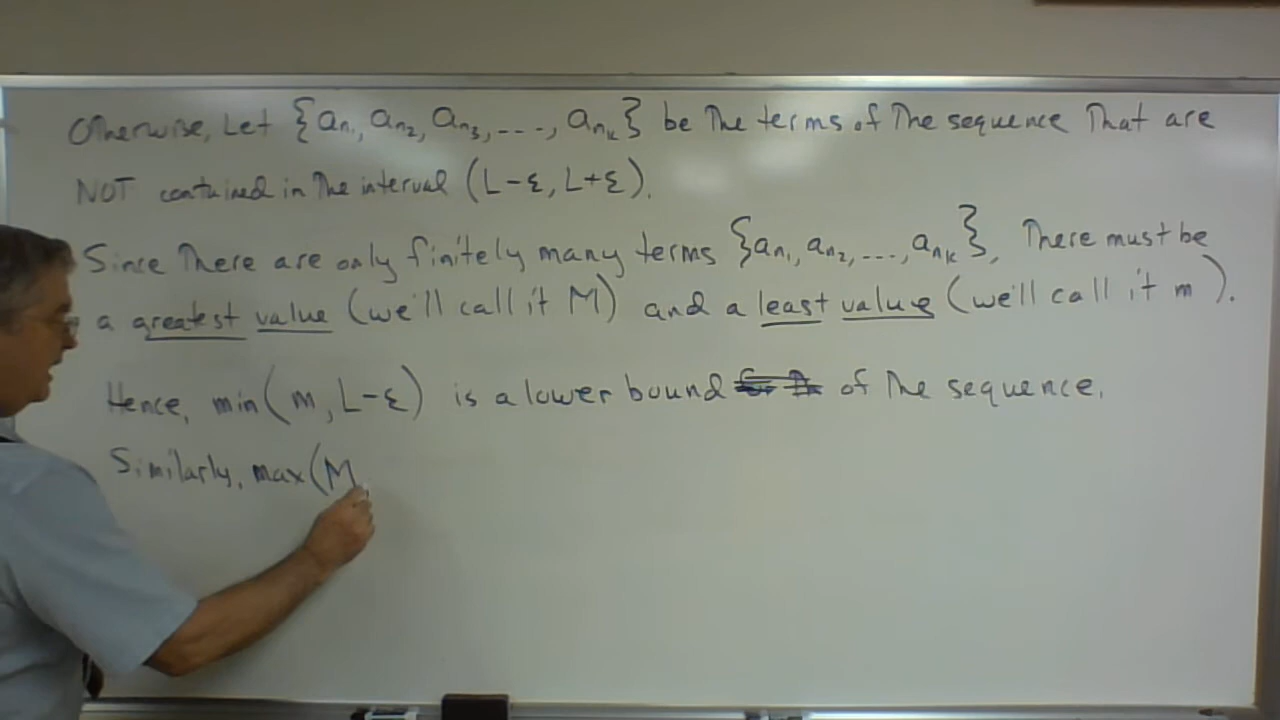 Otherwise, Let {an₁, an₂, an₃, ---, anₖ} be The terms of The sequence That are
NOT contained in The interval (L-ε, L+ε).
Since There are only finitely many terms {an₁, an₂, ..., anₖ}, There must be
a greatest value (we'll call it M) and a least value (we'll call it m).
Hence, min(m, L-ε) is a lower bound of The sequence.
Similarly, max(M